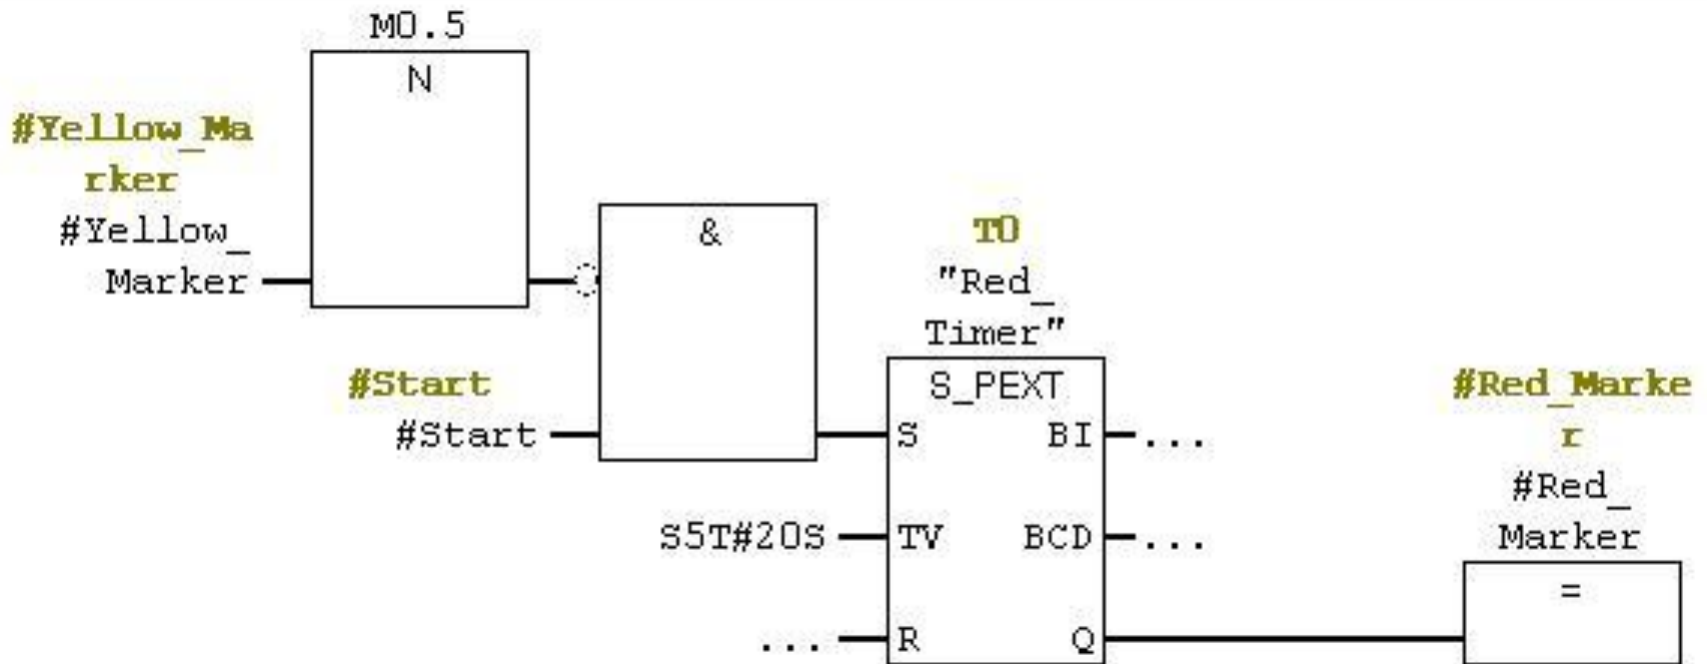 M0.5
N
#Yellow_Ma
rker
#Yellow_
Marker
&
T0
"Red_
Timer"
#Start
#Start
S_PEXT
S
BI
...
S5T#20S
TV
BCD
...
...
R
Q
#Red_Marke
r
#Red_
Marker
=